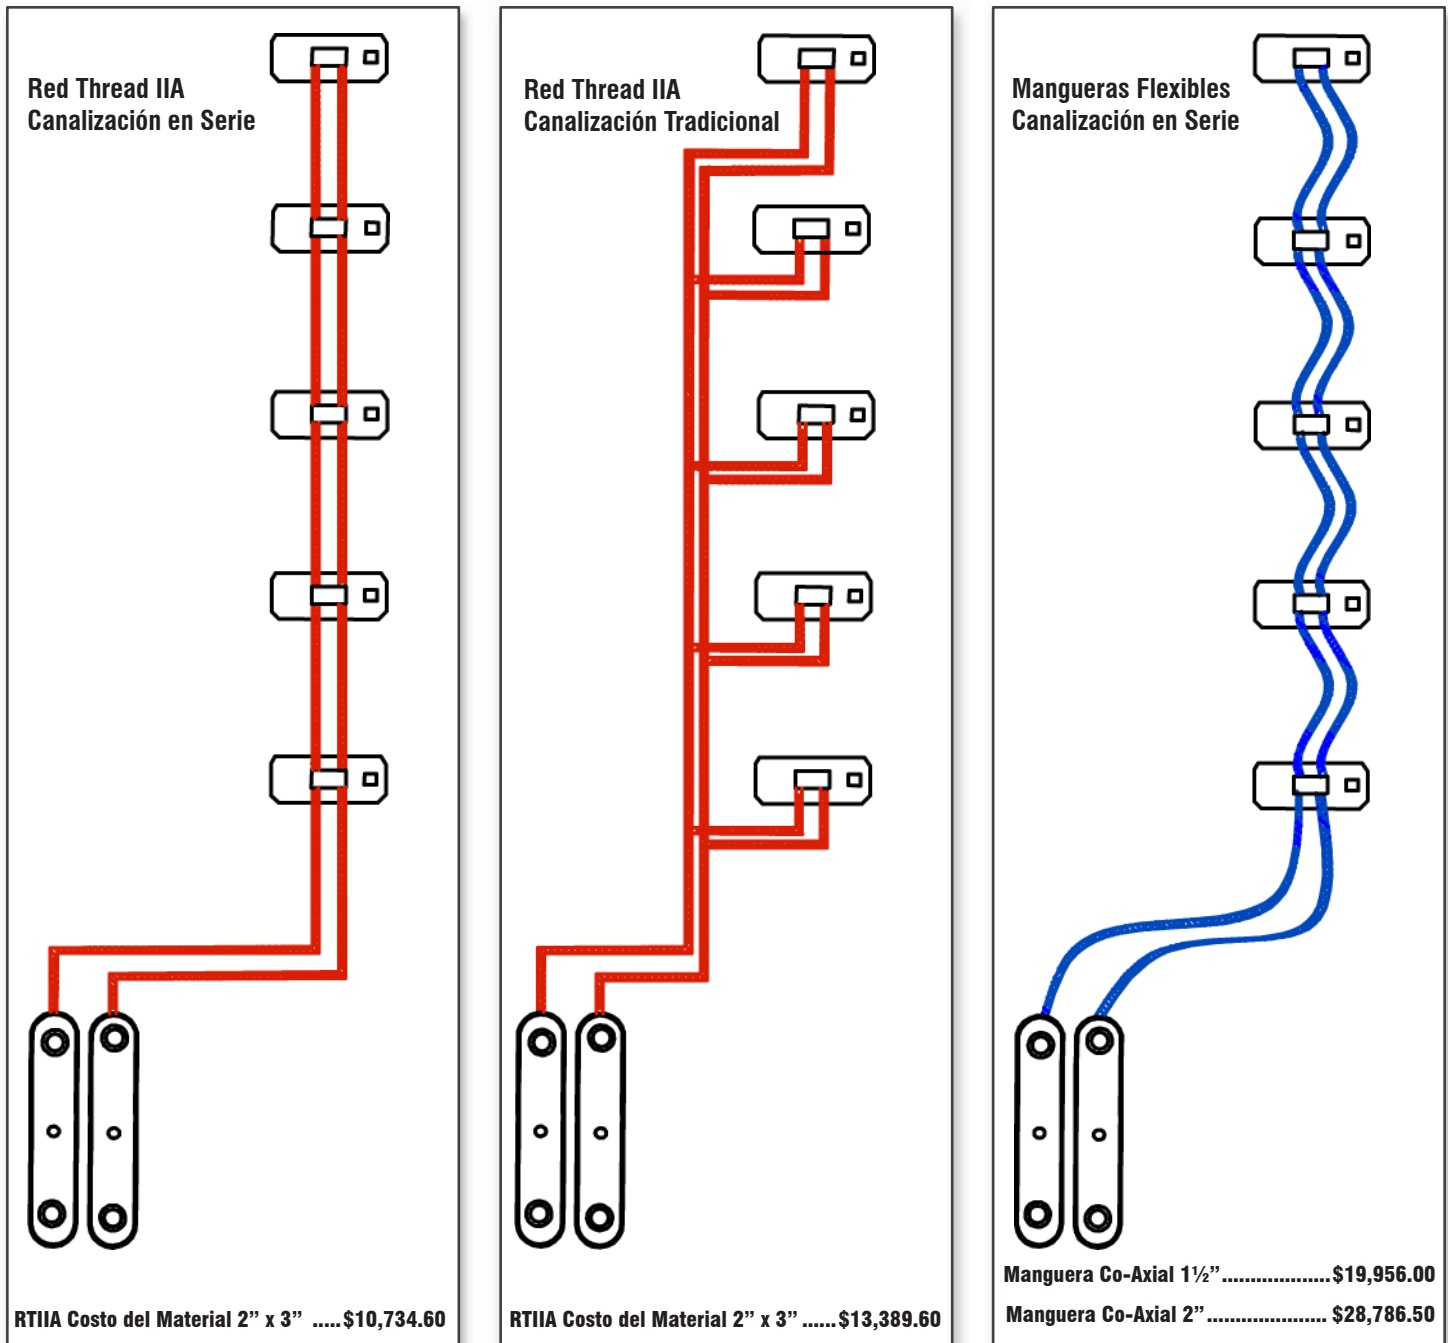 Red Thread IIA
Canalización en Serie
RTIIA Costo del Material 2” x 3” .....$10,734.60
Red Thread IIA
Canalización Tradicional
RTIIA Costo del Material 2” x 3” ......$13,389.60
Mangueras Flexibles
Canalización en Serie
Manguera Co-Axial 1½”....................$19,956.00
Manguera Co-Axial 2”...................... $28,786.50